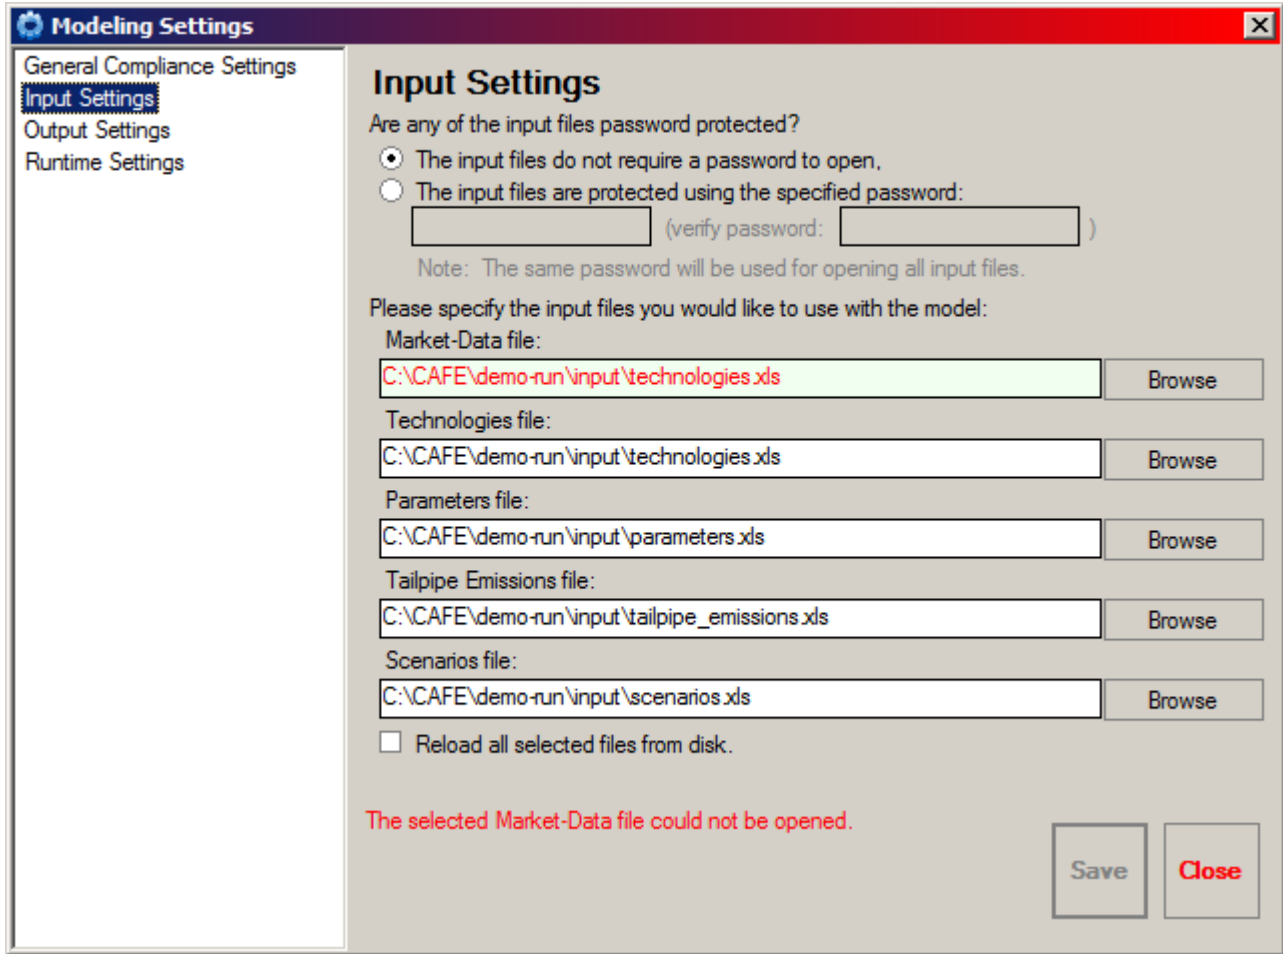 Modeling Settings
General Compliance Settings
Input Settings
Output Settings
Runtime Settings
Input Settings
Are any of the input files password protected?
The input files do not require a password to open.
The input files are protected using the specified password:
(verify password: )
Note: The same password will be used for opening all input files.
Please specify the input files you would like to use with the model:
Market-Data file:
C:\CAFE\demo-run\input\technologies.xls Browse
Technologies file:
C:\CAFE\demo-run\input\technologies.xls Browse
Parameters file:
C:\CAFE\demo-run\input\parameters.xls Browse
Tailpipe Emissions file:
C:\CAFE\demo-run\input\tailpipe_emissions.xls Browse
Scenarios file:
C:\CAFE\demo-run\input\scenarios.xls Browse
Reload all selected files from disk.
The selected Market-Data file could not be opened.
Save Close